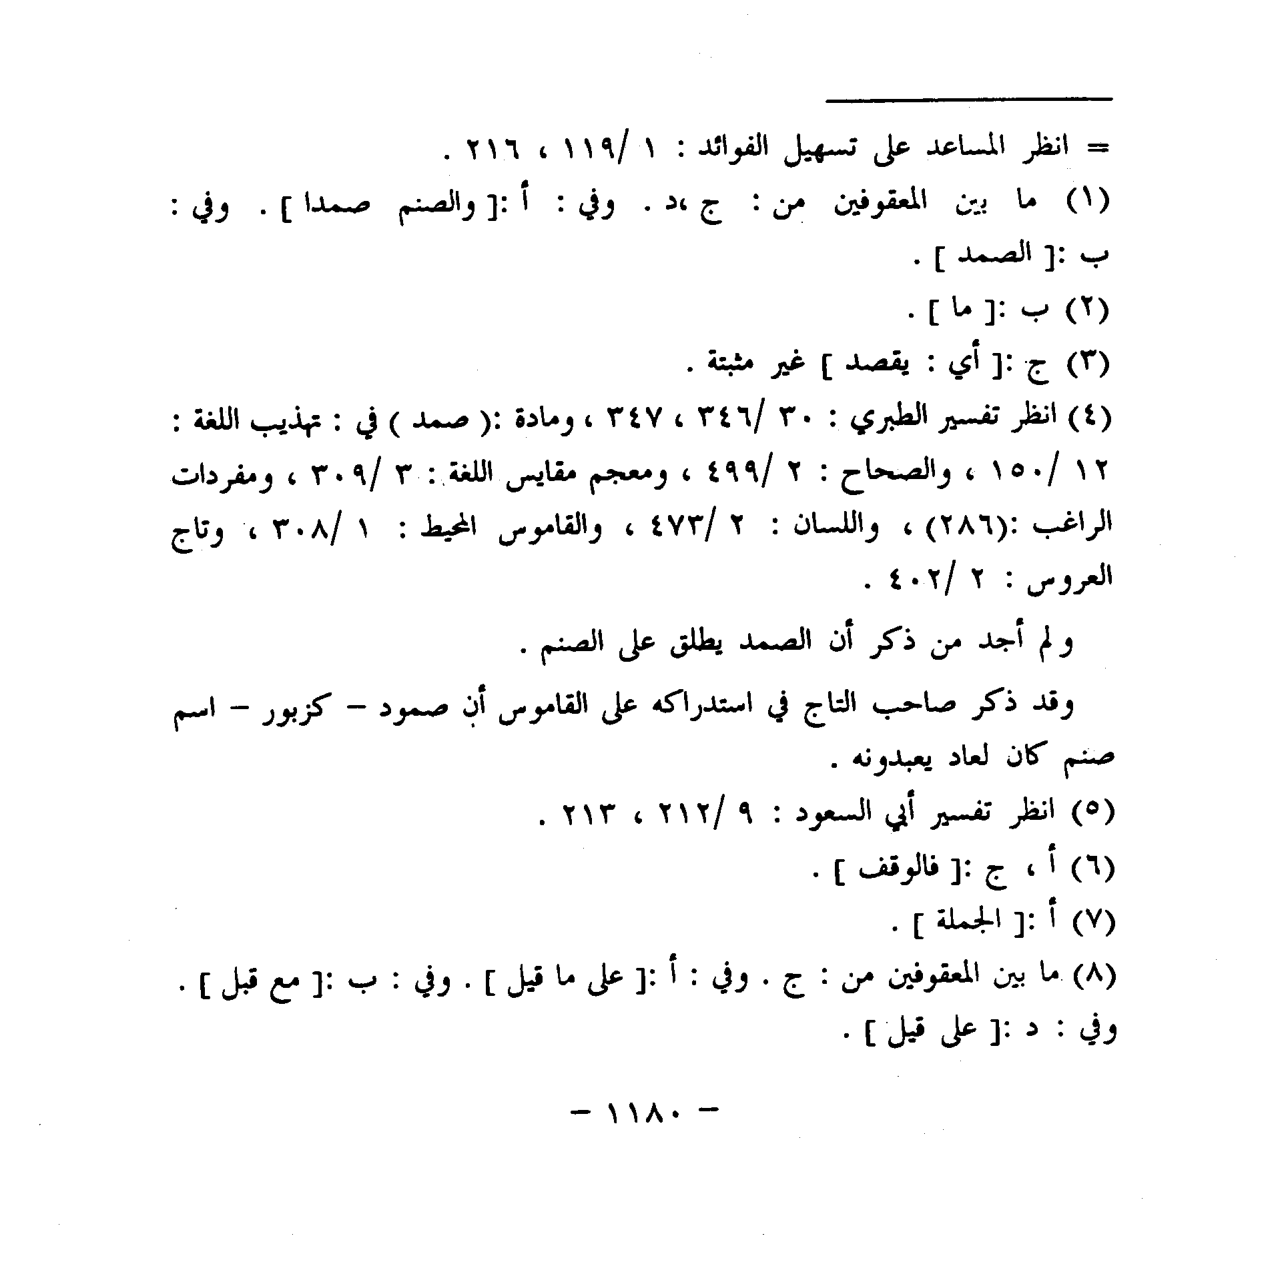 = انظر المساعد على تسهيل الفوائد : ١ /١١٩ ، ٢١٦ .
(١) ما بين المعقوفين من : ج ،د . وفي : أ :[ والصنم صمدا ] . وفي :
ب :[ الصمد ] .
(٢) ب :[ ما ] .
(٣) ج :[ أي : يقصد ] غير مثبتة .
(٤) انظر تفسير الطبري : ٣٠ /٣٤٦ ، ٣٤٧ ، ومادة :( صمد ) في : تهذيب اللغة :
١٢ /١٥٠ ، والصحاح : ٢ /٤٩٩ ، ومعجم مقايس اللغة : ٣ /٣٠٩ ، ومفردات
الراغب :(٢٨٦) ، واللسان : ٢ /٤٧٣ ، والقاموس المحيط : ١ /٣٠٨ ، وتاج
العروس : ٢ /٤٠٢ .
و لم أجد من ذكر أن الصمد يطلق على الصنم .
وقد ذكر صاحب التاج في استدراكه على القاموس أن صمود – كزبور – اسم
صنم كان لعاد يعبدونه .
(٥) انظر تفسير أبي السعود : ٩ /٢١٢ ، ٢١٣ .
(٦) أ ، ج :[ فالوقف ] .
(٧) أ :[ الجملة ] .
(٨) ما بين المعقوفين من : ج . وفي : أ :[ على ما قيل ] . وفي : ب :[ مع قبل ] .
وفي : د :[ على قيل ] .
– ١١٨٠ –